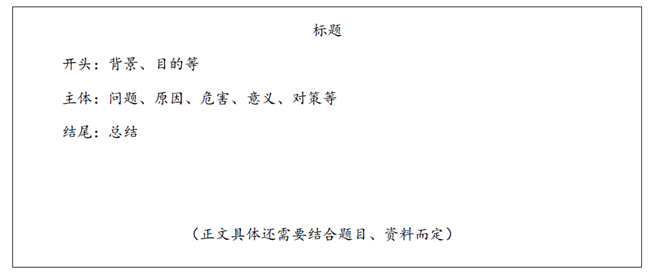 标题
开头：背景、目的等
主体：问题、原因、危害、意义、对策等
结尾：总结
（正文具体还需要结合题目、资料而定）